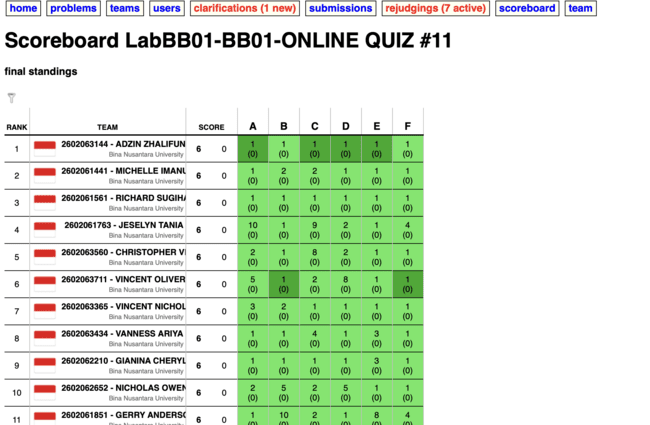 home problems teams users clarifications (1 new) submissions rejudgings (7 active) scoreboard team
Scoreboard LabBB01-BB01-ONLINE QUIZ #11
final standings
RANK TEAM SCORE A B C D E F
1 2602063144 - ADZIN ZHALIFUN 6 0 1 1 1 1 1 1
Bina Nusantara University (0) (0) (0) (0) (0) (0)
2 2602061441 - MICHELLE IMANU 6 0 1 2 2 1 1 1
Bina Nusantara University (0) (0) (0) (0) (0) (0)
3 2602061561 - RICHARD SUGIHA 6 0 1 1 1 1 1 1
Bina Nusantara University (0) (0) (0) (0) (0) (0)
4 2602061763 - JESELYN TANIA 6 0 10 1 9 2 1 4
Bina Nusantara University (0) (0) (0) (0) (0) (0)
5 2602063560 - CHRISTOPHER VI 6 0 2 1 8 2 1 1
Bina Nusantara University (0) (0) (0) (0) (0) (0)
6 2602063711 - VINCENT OLIVER 6 0 5 1 2 8 1 1
Bina Nusantara University (0) (0) (0) (0) (0) (0)
7 2602063365 - VINCENT NICHOL 6 0 3 2 1 1 1 1
Bina Nusantara University (0) (0) (0) (0) (0) (0)
8 2602063434 - VANNESS ARIYA 6 0 1 1 4 1 3 1
Bina Nusantara University (0) (0) (0) (0) (0) (0)
9 2602062210 - GIANINA CHERYL 6 0 1 1 1 1 3 1
Bina Nusantara University (0) (0) (0) (0) (0) (0)
10 2602062652 - NICHOLAS OWEN 6 0 2 5 2 5 1 1
Bina Nusantara University (0) (0) (0) (0) (0) (0)
11 2602061851 - GERRY ANDERSO 6 0 1 10 2 1 8 4
Bina Nusantara University (0) (0) (0) (0) (0) (0)